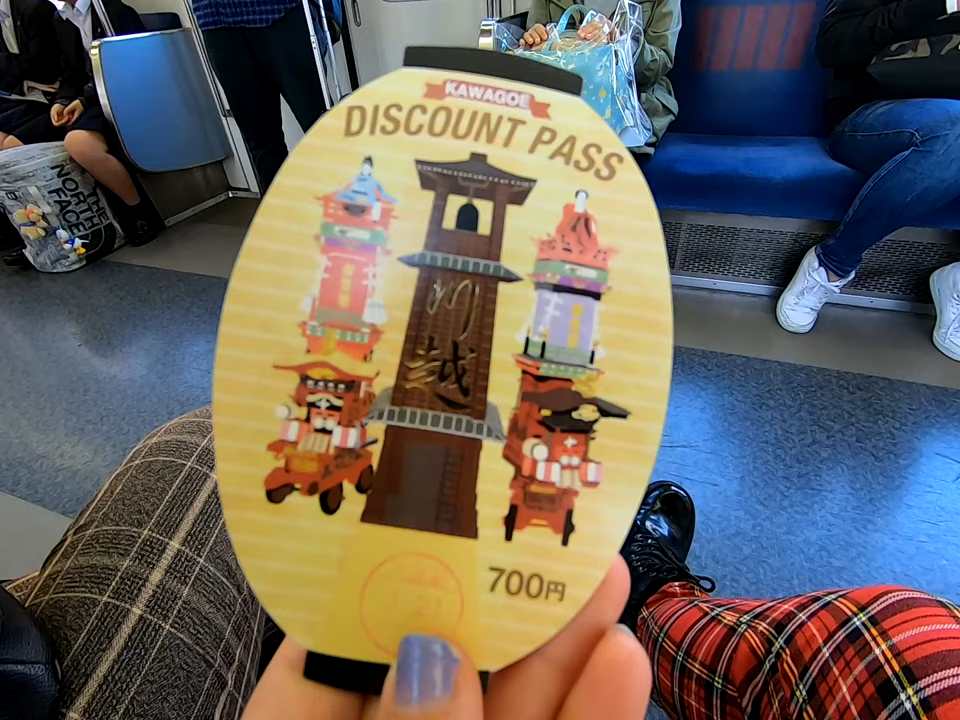 KAWAGOE
DISCOUNT PASS
川越
700円
THE
NORTH
FACE